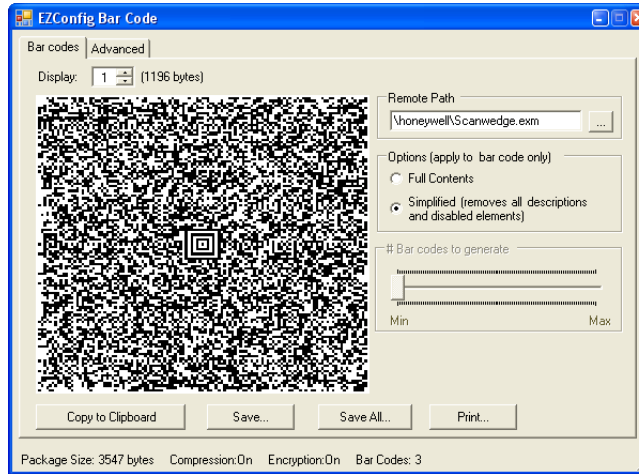 EZConfig Bar Code
Bar codes Advanced
Display: 1 (1196 bytes)
Remote Path
\honeywell\Scanwedge.exm ...
Options (apply to bar code only)
Full Contents
Simplified (removes all descriptions
and disabled elements)
# Bar codes to generate
Min Max
Copy to Clipboard Save... Save All... Print...
Package Size: 3547 bytes Compression:On Encryption:On Bar Codes: 3